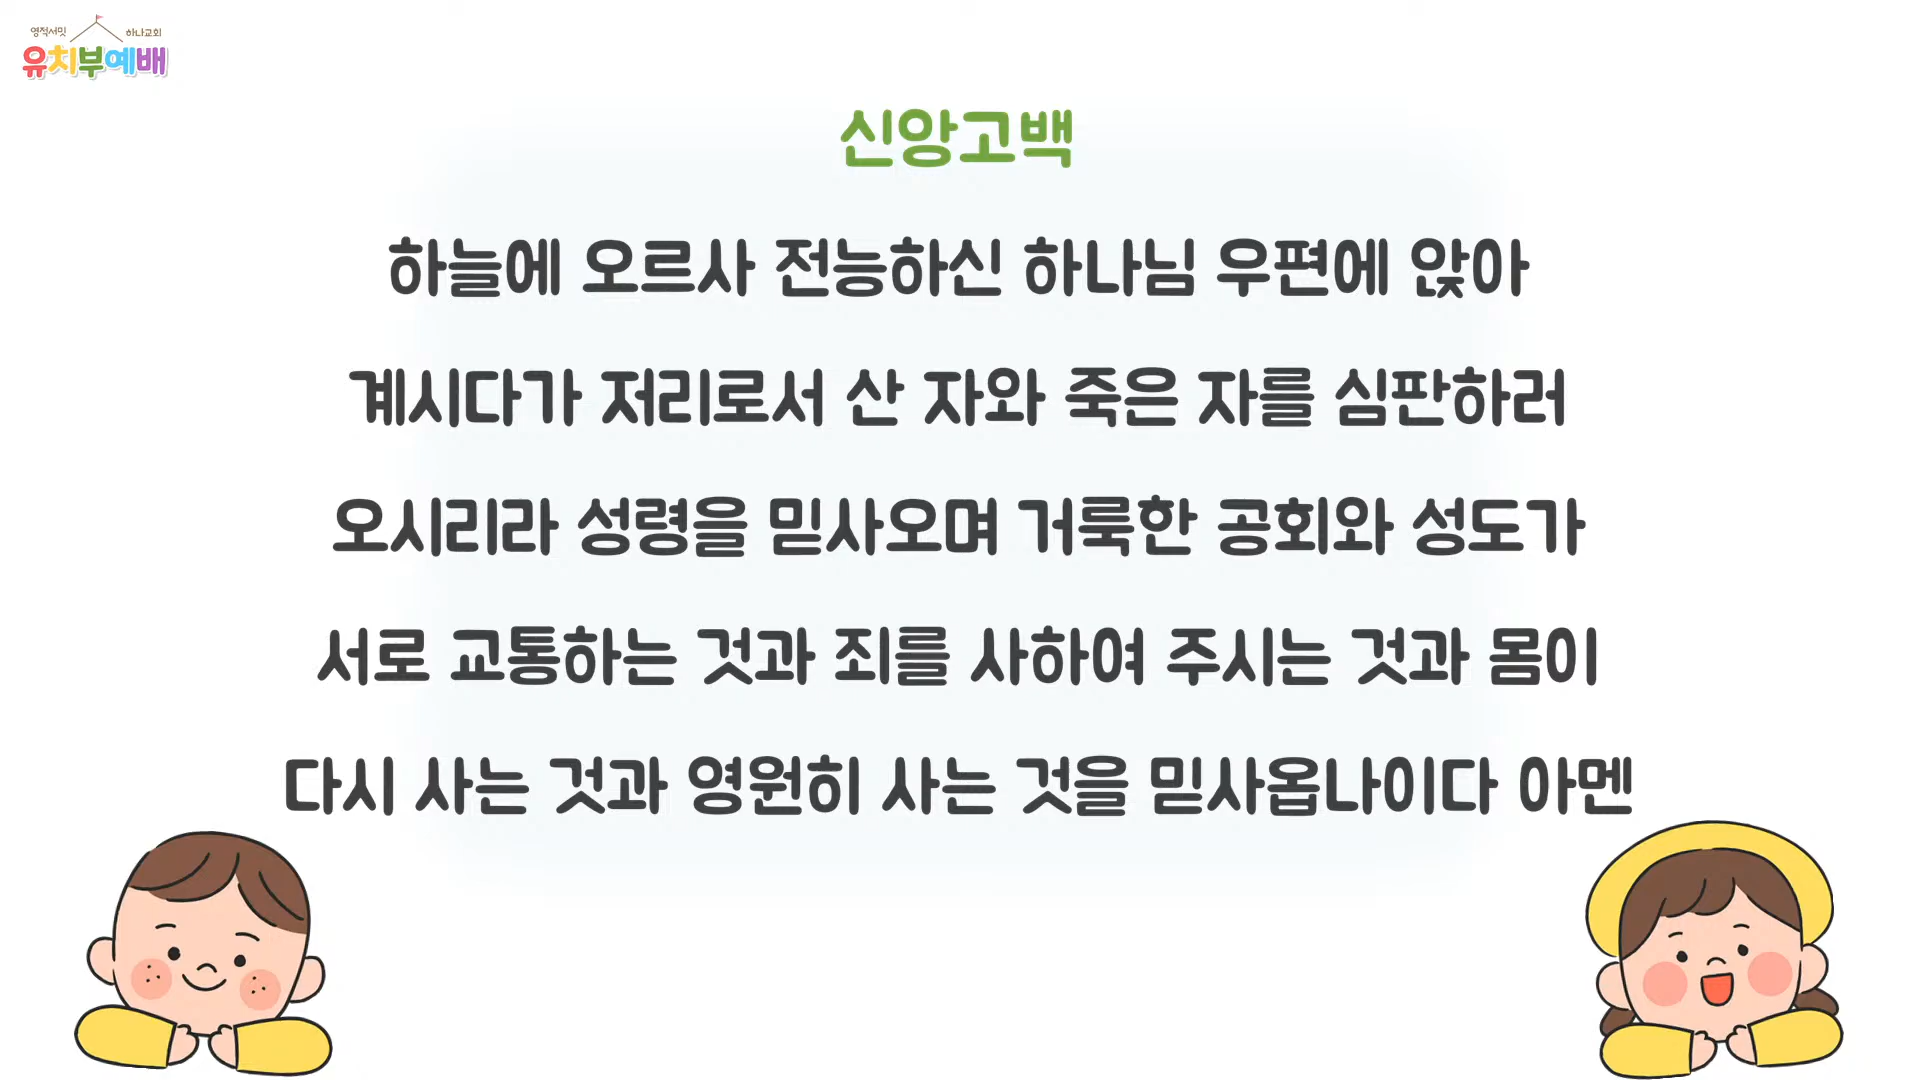 영적서밋 하나교회
유치부예배
신앙고백
하늘에 오르사 전능하신 하나님 우편에 앉아
계시다가 저리로서 산 자와 죽은 자를 심판하러
오시리라 성령을 믿사오며 거룩한 공회와 성도가
서로 교통하는 것과 죄를 사하여 주시는 것과 몸이
다시 사는 것과 영원히 사는 것을 믿사옵나이다 아멘